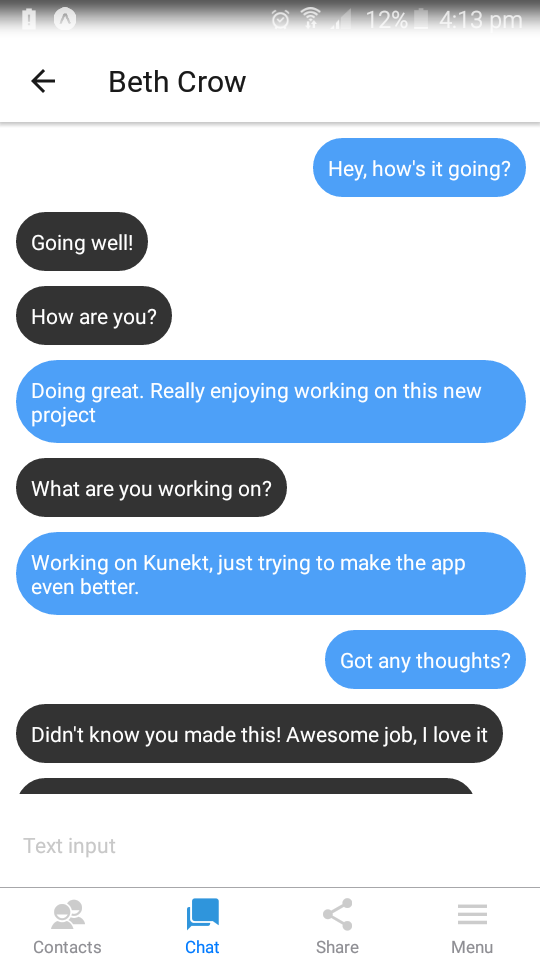 12% 4:13 pm
Beth Crow
Hey, how's it going?
Going well!
How are you?
Doing great. Really enjoying working on this new
project
What are you working on?
Working on Kunekt, just trying to make the app
even better.
Got any thoughts?
Didn't know you made this! Awesome job, I love it
Text input
Contacts
Chat
Share
Menu